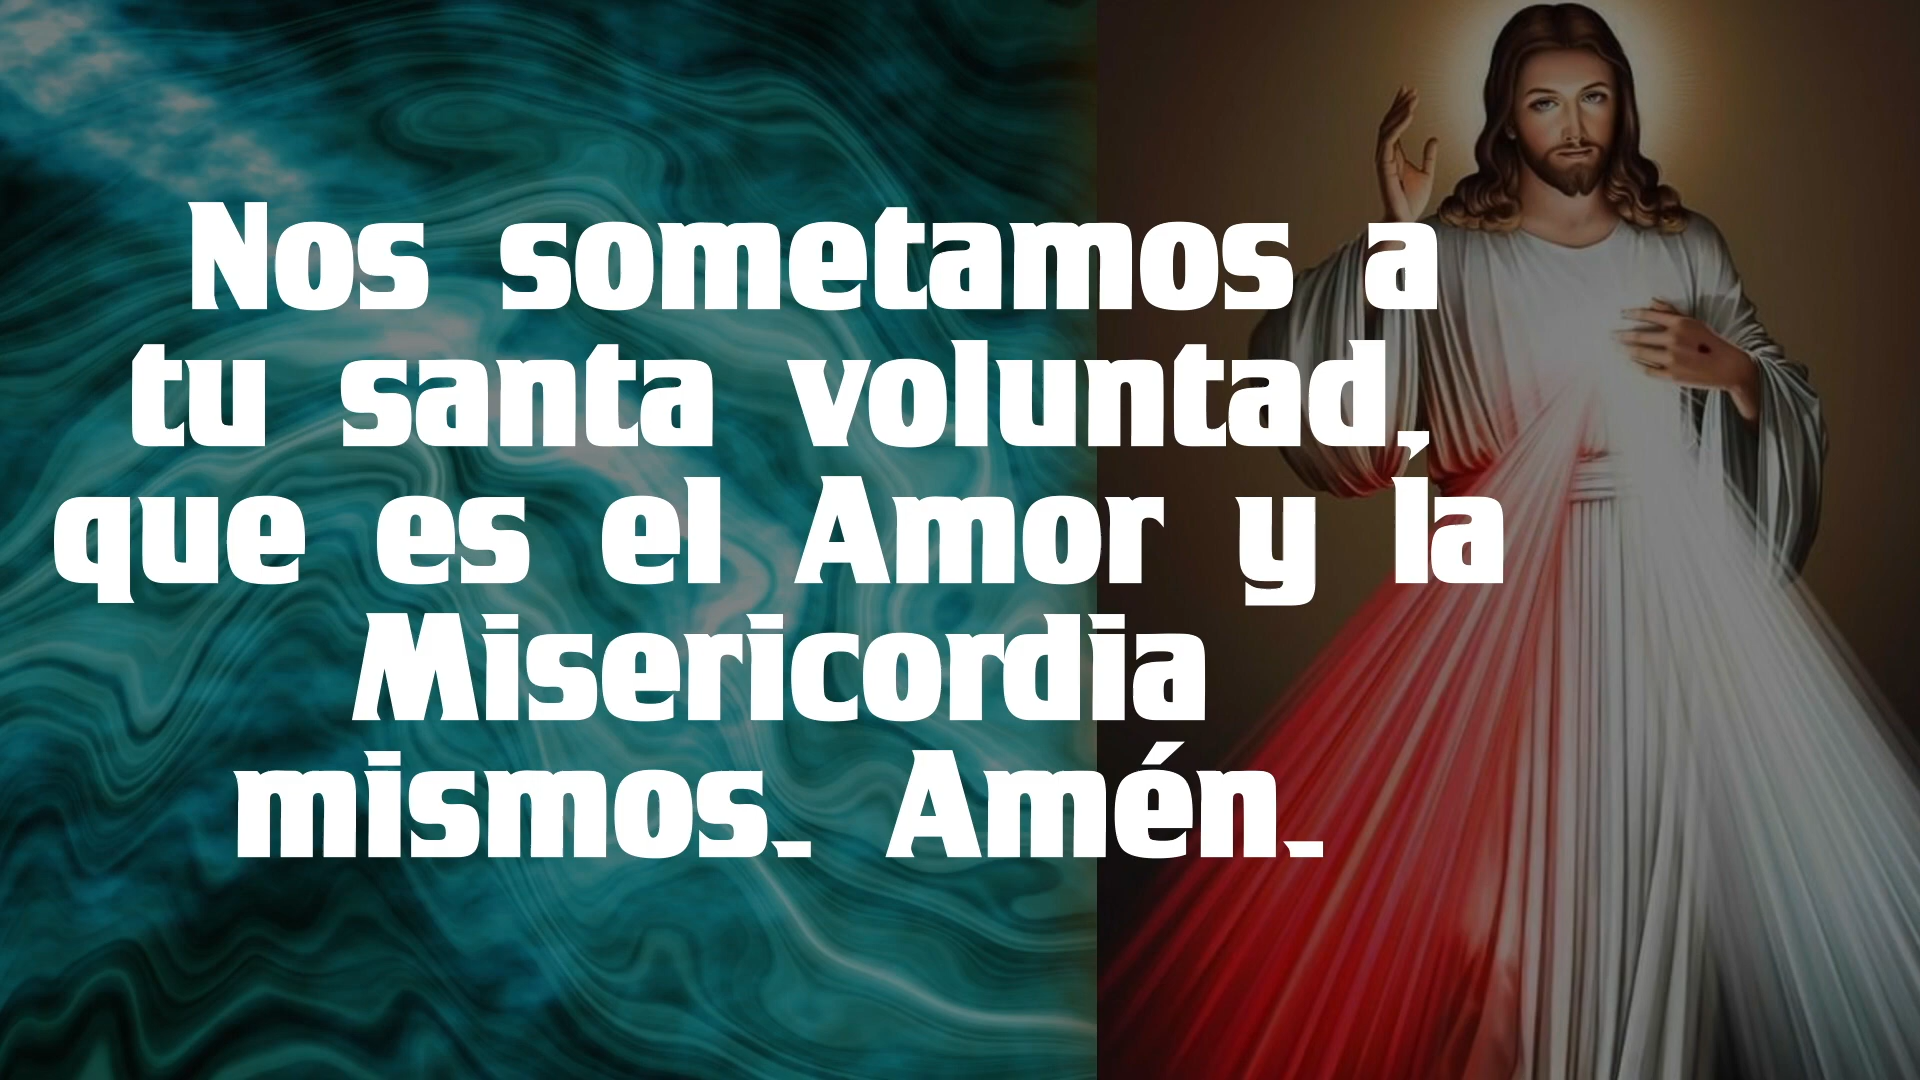 Nos sometamos a
tu santa voluntad,
que es el Amor y la
Misericordia
mismos. Amén.